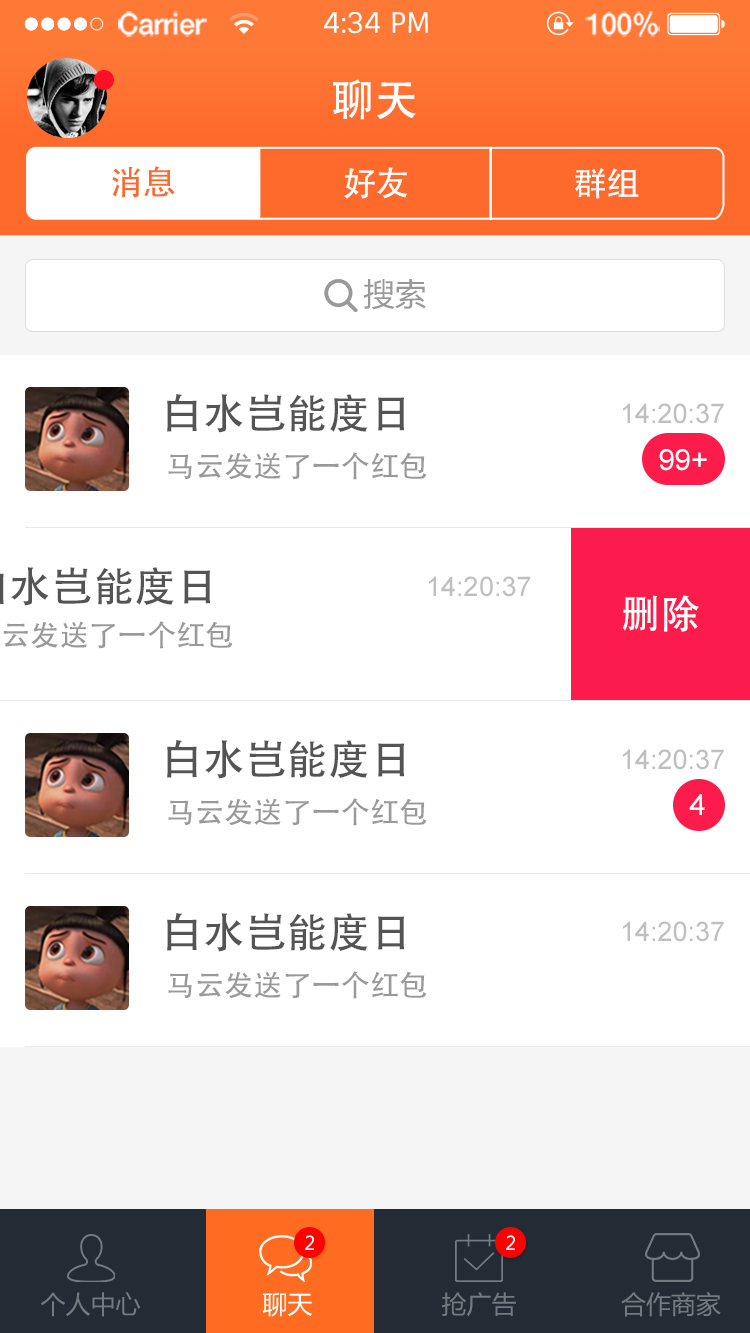 Carrier 4:34 PM 100%
聊天
消息 好友 群组
搜索
白水岂能度日 14:20:37
马云发送了一个红包 99+
水岂能度日 14:20:37
云发送了一个红包
删除
白水岂能度日 14:20:37
马云发送了一个红包 4
白水岂能度日 14:20:37
马云发送了一个红包
2 2
个人中心 聊天 抢广告 合作商家